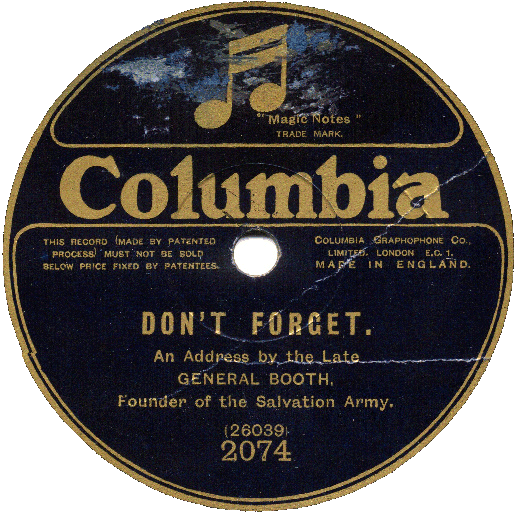 "Magic Notes"
TRADE MARK.
Columbia
THIS RECORD (MADE BY PATENTED
PROCESS) MUST NOT BE SOLD
BELOW PRICE FIXED BY PATENTEES.
COLUMBIA GRAPHOPHONE CO.,
LIMITED. LONDON E.C. 1.
MADE IN ENGLAND.
DON'T FORGET.
An Address by the Late
GENERAL BOOTH,
Founder of the Salvation Army.
(26039)
2074